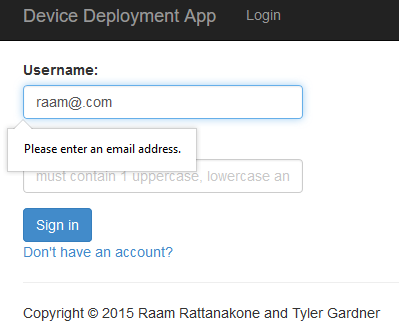 Device Deployment App Login
Username:
raam@.com
Please enter an email address.
must contain 1 uppercase, lowercase an
Sign in
Don't have an account?
Copyright © 2015 Raam Rattanakone and Tyler Gardner